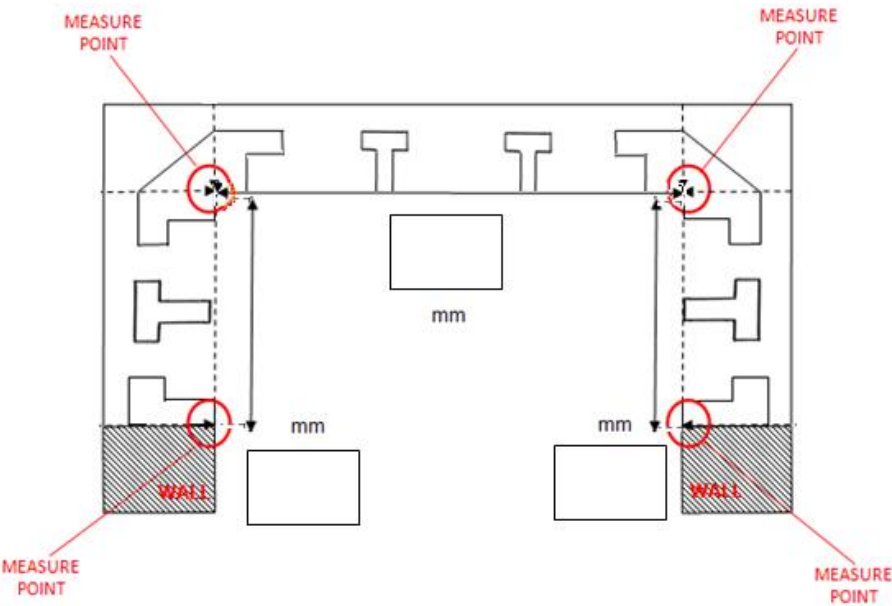 MEASURE
POINT
MEASURE
POINT
mm
mm
mm
WALL
WALL
MEASURE
POINT
MEASURE
POINT